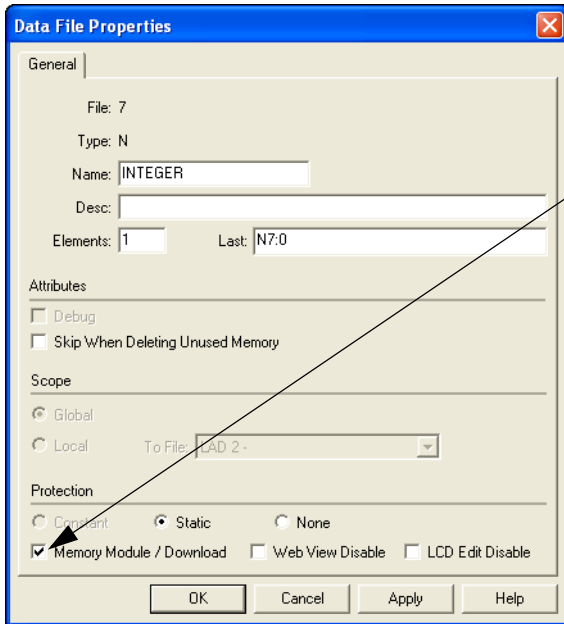 Data File Properties
General
File: 7
Type: N
Name: INTEGER
Desc:
Elements: 1 Last: N7:0
Attributes
Debug
Skip When Deleting Unused Memory
Scope
Global
Local To File: LAD 2 -
Protection
Constant Static None
Memory Module / Download Web View Disable LCD Edit Disable
OK Cancel Apply Help